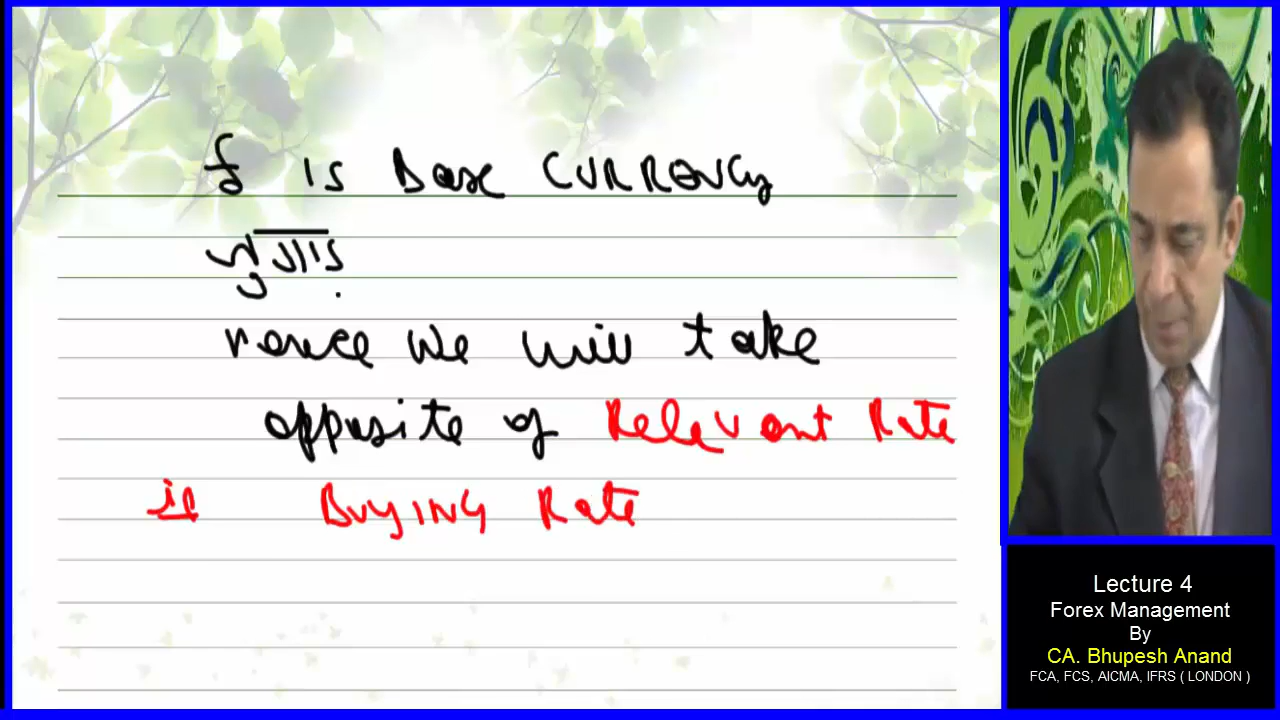 £ is Base CURRENCY
hence we will take
opposite of Relevant Rate
ie Buying Rate
Lecture 4
Forex Management
By
CA. Bhupesh Anand
FCA, FCS, AICMA, IFRS ( LONDON )